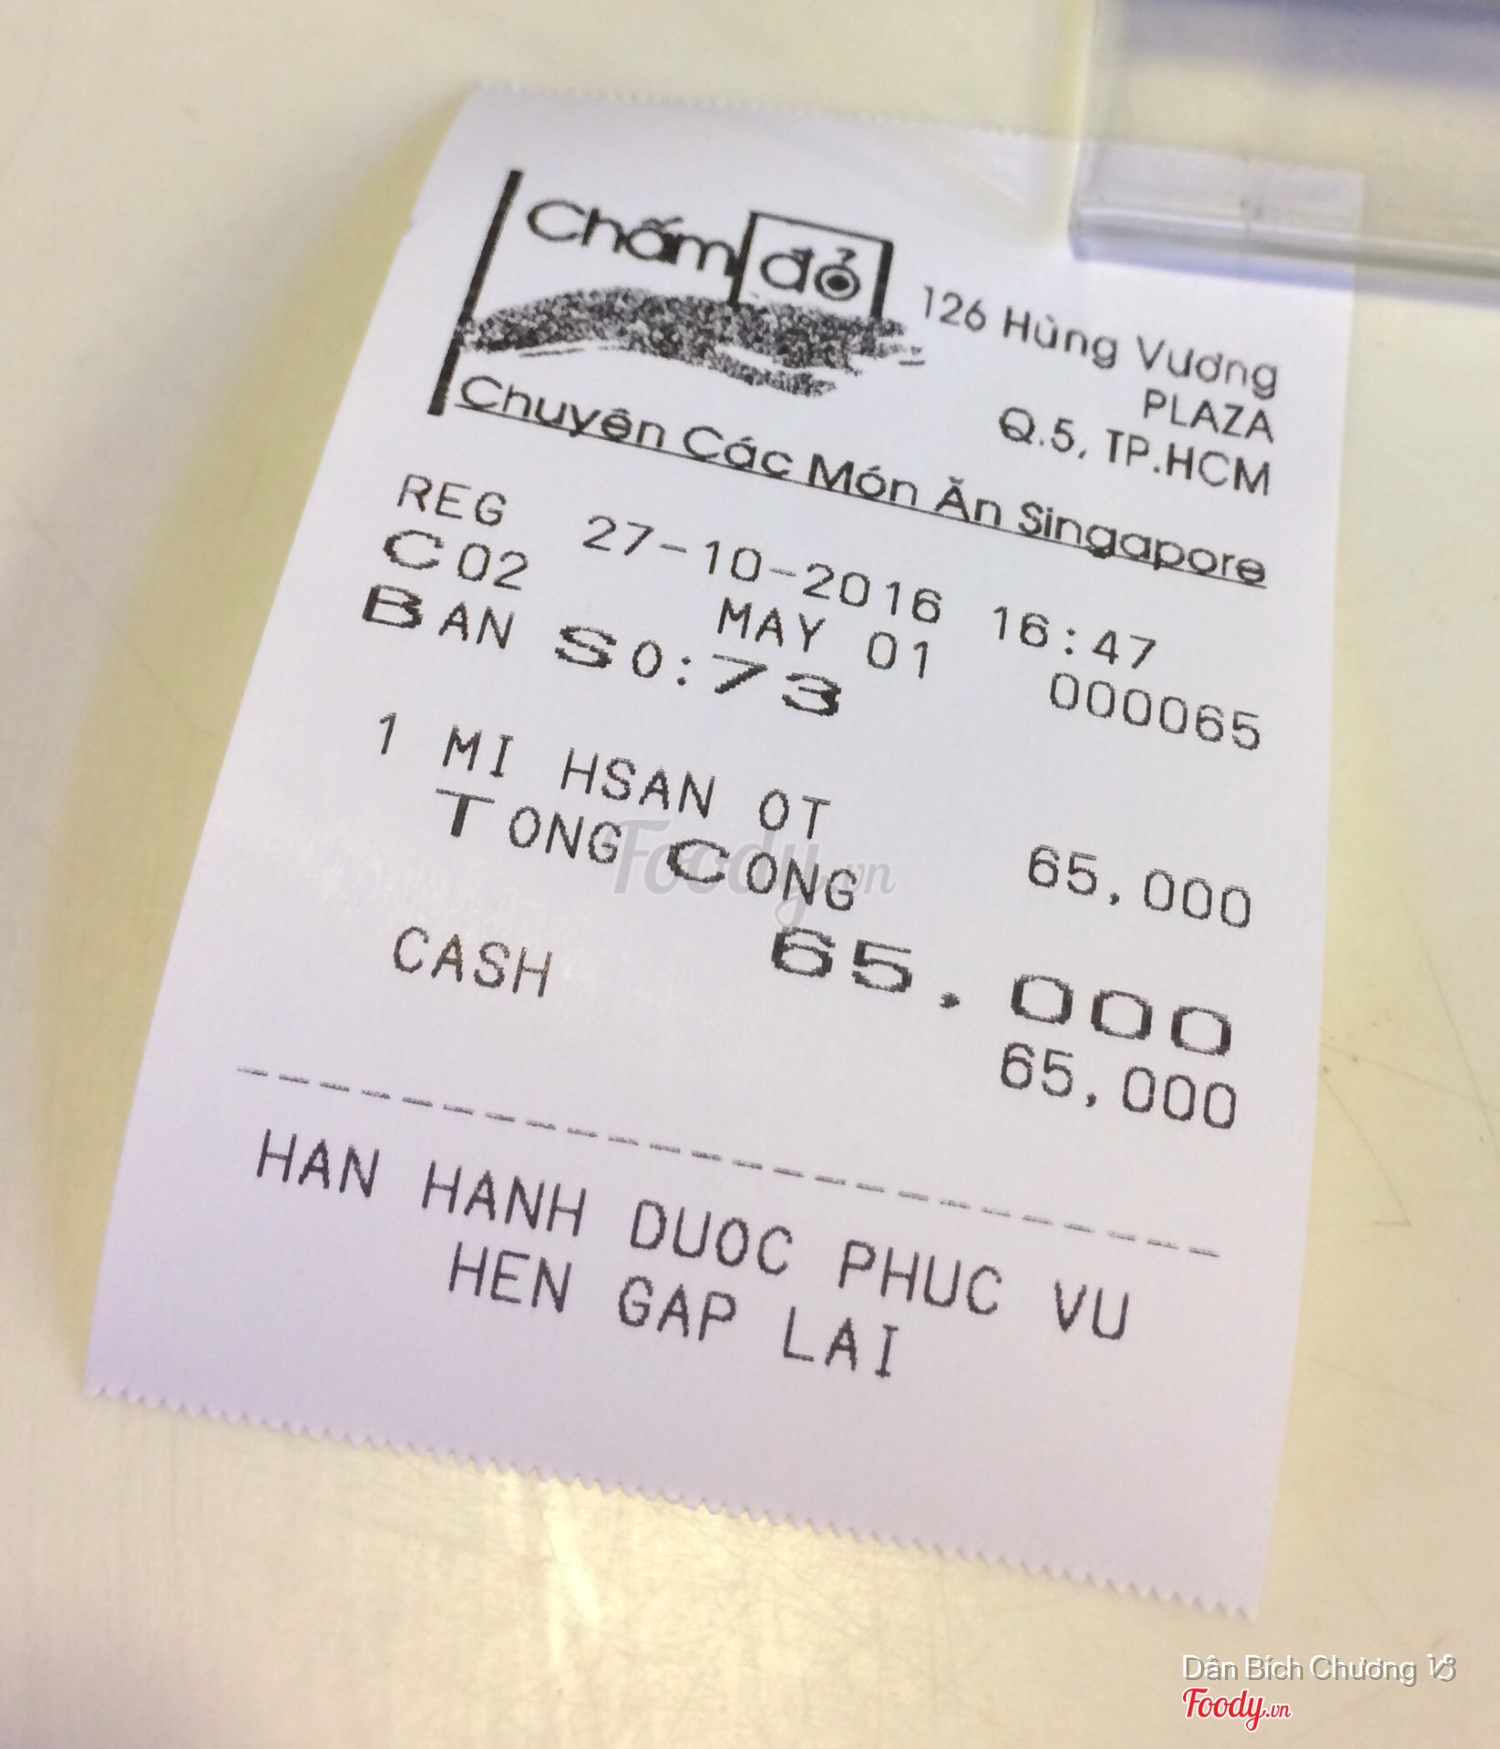 Chấm đỏ
126 Hùng Vương
PLAZA
Q.5, TP.HCM
Chuyên Các Món Ăn Singapore
REG 27-10-2016 16:47
C02 MAY 01 000065
BAN SO:73
1 MI HSAN OT 65,000
TONG CONG
65.000
CASH 65,000
HAN HANH DUOC PHUC VU
HEN GAP LAI
Foody.vn
Dân Bích Chương
Foody.vn